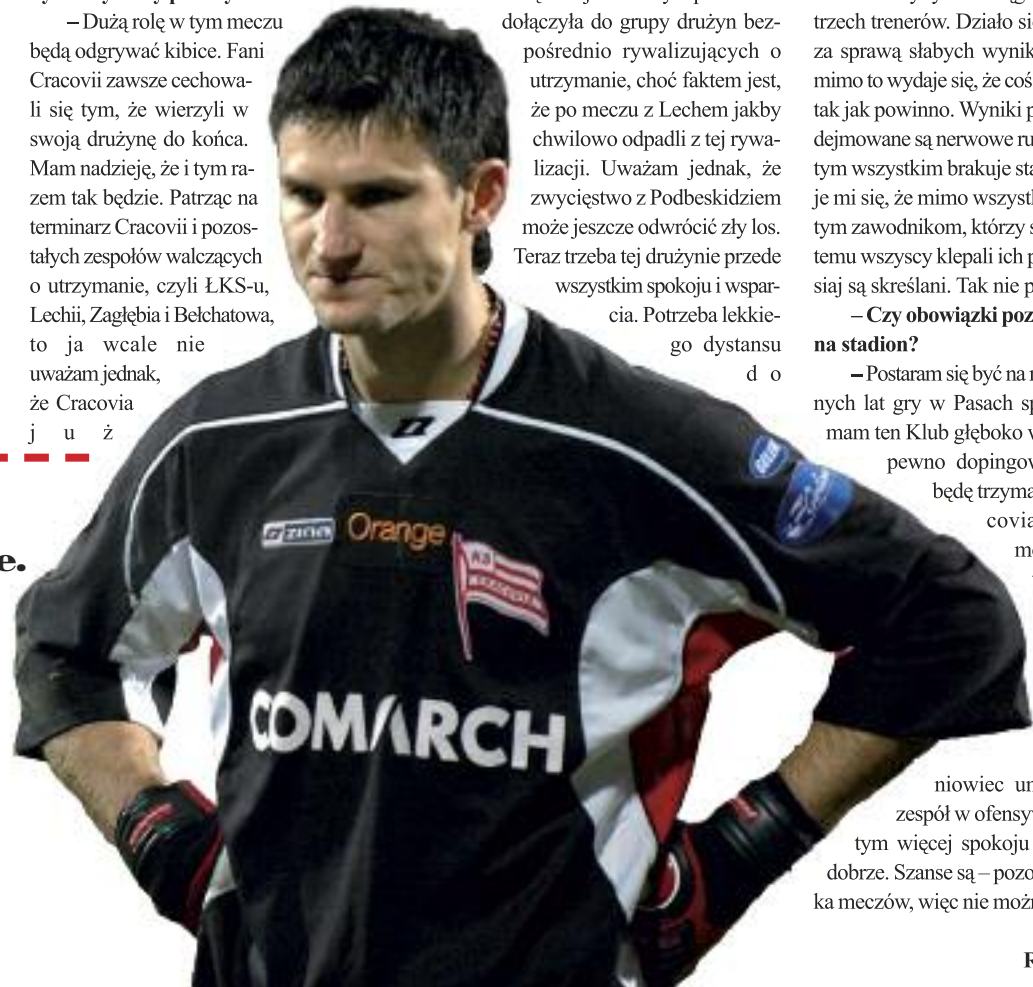 – Dużą rolę w tym meczu
będą odgrywać kibice. Fani
Cracovii zawsze cechowa-
li się tym, że wierzyli w
swoją drużynę do końca.
Mam nadzieję, że i tym ra-
zem tak będzie. Patrząc na
terminarz Cracovii i pozos-
tałych zespołów walczących
o utrzymanie, czyli ŁKS-u,
Lechii, Zagłębia i Bełchatowa,
to ja wcale nie
uważam jednak,
że Cracovia
j u ż
e.
dołączyła do grupy drużyn bez-
pośrednio rywalizujących o
utrzymanie, choć faktem jest,
że po meczu z Lechem jakby
chwilowo odpadli z tej rywa-
lizacji. Uważam jednak, że
zwycięstwo z Podbeskidziem
może jeszcze odwrócić zły los.
Teraz trzeba tej drużynie przede
wszystkim spokoju i wspar-
cia. Potrzeba lekkie-
go dystansu
d o
trzech trenerów. Działo si
za sprawą słabych wynik
mimo to wydaje się, że coś
tak jak powinno. Wyniki p
dejmowane są nerwowe ru
tym wszystkim brakuje sta
je mi się, że mimo wszystk
tym zawodnikom, którzy s
temu wszyscy klepali ich p
siaj są skreślani. Tak nie p
– Czy obowiązki poz
na stadion?
– Postaram się być na
nych lat gry w Pasach sp
mam ten Klub głęboko w
pewno dopingow
będę trzyma
covia
me
niowiec um
zespół w ofensyw
tym więcej spokoju
dobrze. Szanse są – pozo
ka meczów, więc nie możn
R
zina
Orange
KS
CRACOVIA
COMARCH